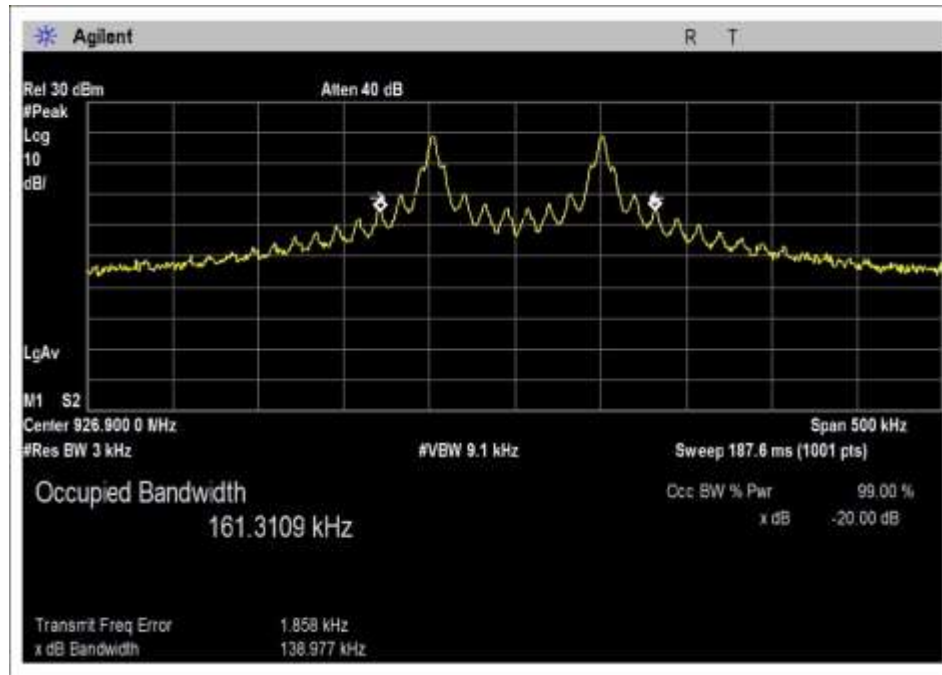 Agilent R T
Ref 30 dBm Atten 40 dB
#Peak
Log
10
dB/
LgAv
M1 S2
Center 926.900 0 MHz Span 500 kHz
#Res BW 3 kHz #VBW 9.1 kHz Sweep 187.6 ms (1001 pts)
Occupied Bandwidth Occ BW % Pwr 99.00 %
161.3109 kHz x dB -20.00 dB
Transmit Freq Error 1.858 kHz
x dB Bandwidth 138.977 kHz